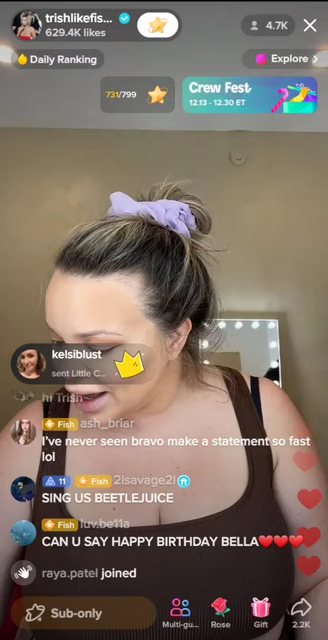 trishlikefis...
629.4K likes
4.7K
Daily Ranking
Explore
731/799
Crew Fest
12.13 - 12.30 ET
kelsiblust
sent Little C...
hi Trish
Fish ash_briar
I've never seen bravo make a statement so fast
lol
11 Fish 2lsavage2l
SING US BEETLEJUICE
Fish luv.be11a
CAN U SAY HAPPY BIRTHDAY BELLA❤️❤️❤️
raya.patel joined
Sub-only
Multi-gu...
Rose
Gift
2.2K